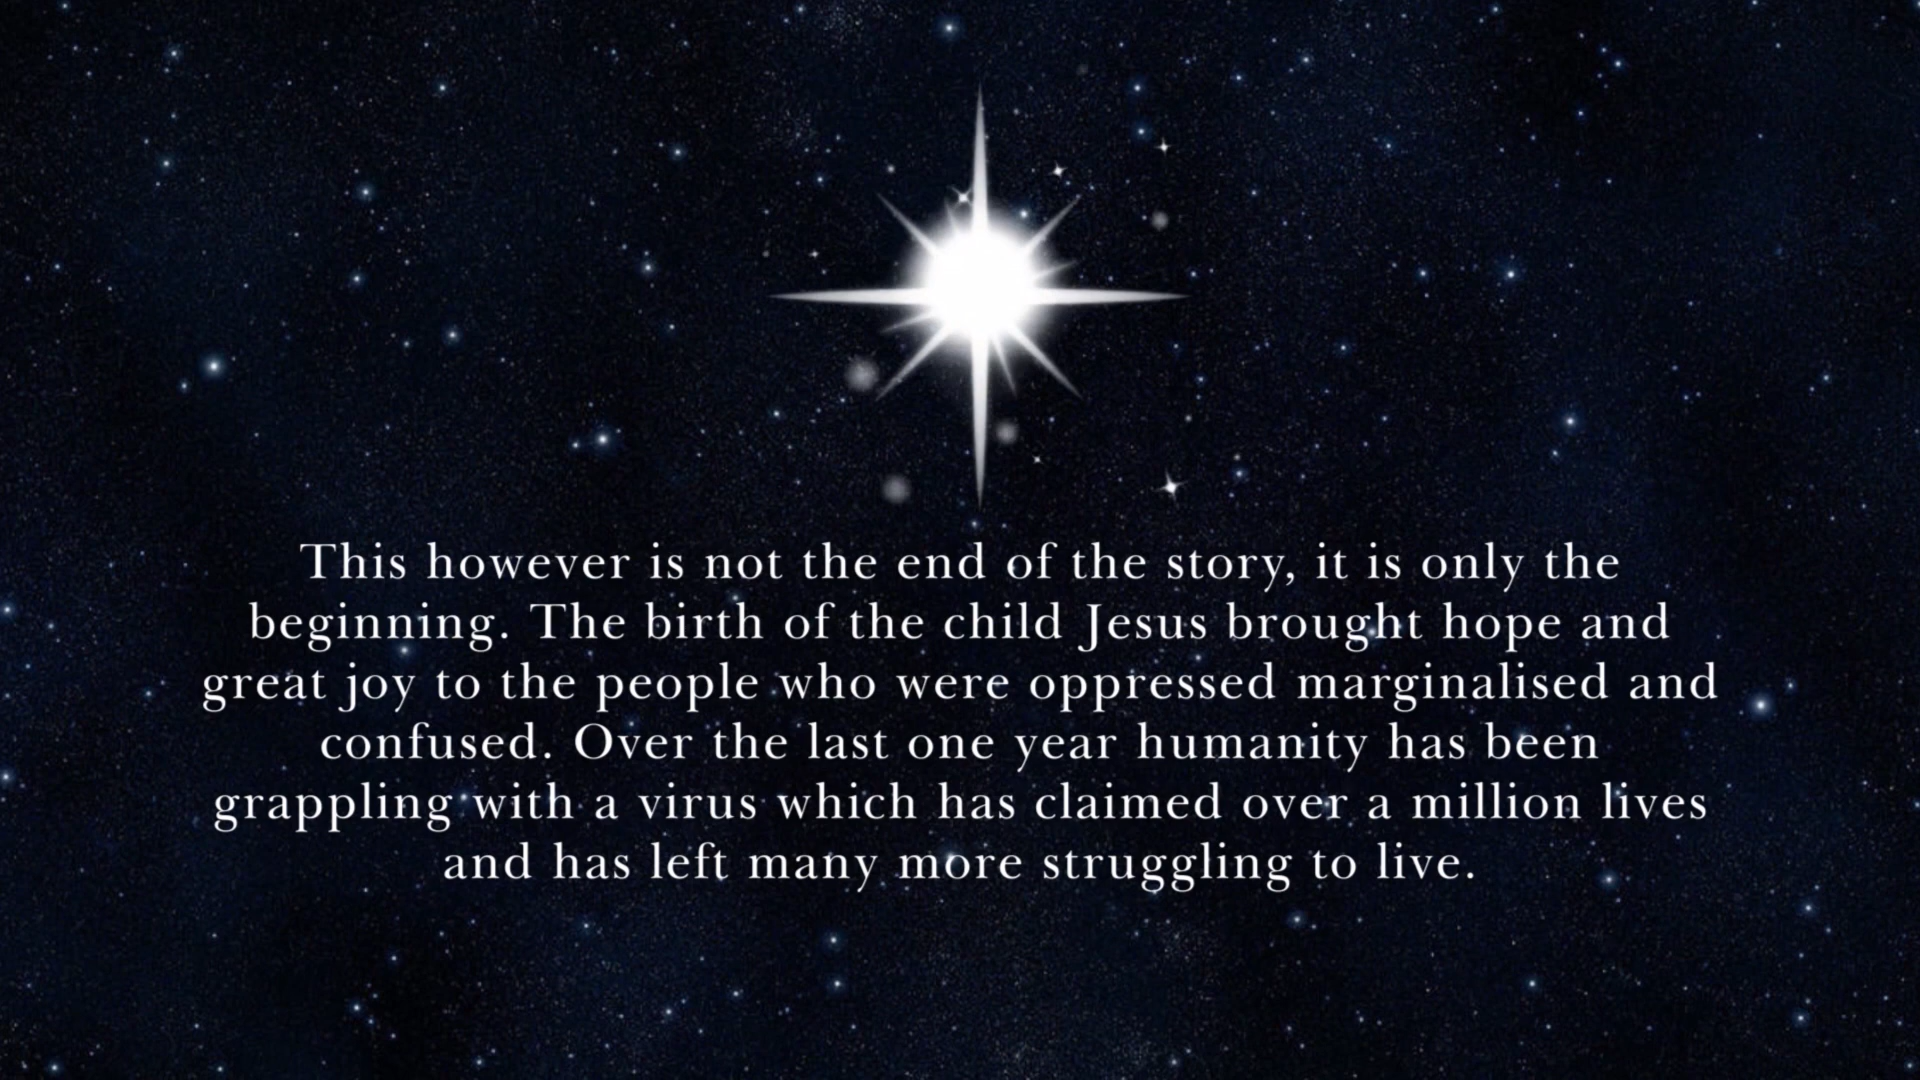 This however is not the end of the story, it is only the
beginning. The birth of the child Jesus brought hope and
great joy to the people who were oppressed marginalised and
confused. Over the last one year humanity has been
grappling with a virus which has claimed over a million lives
and has left many more struggling to live.